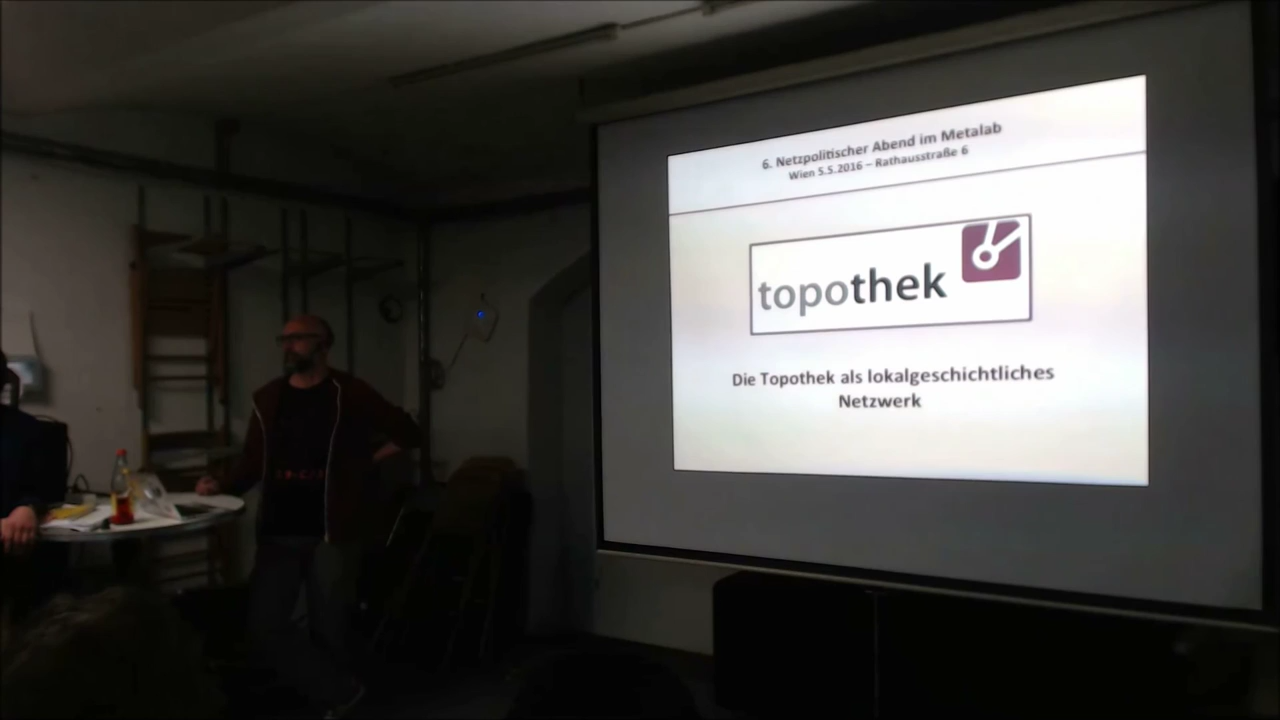 6. Netzpolitischer Abend im Metalab
Wien 5.5.2016 – Rathausstraße 6
topothek
Die Topothek als lokalgeschichtliches
Netzwerk